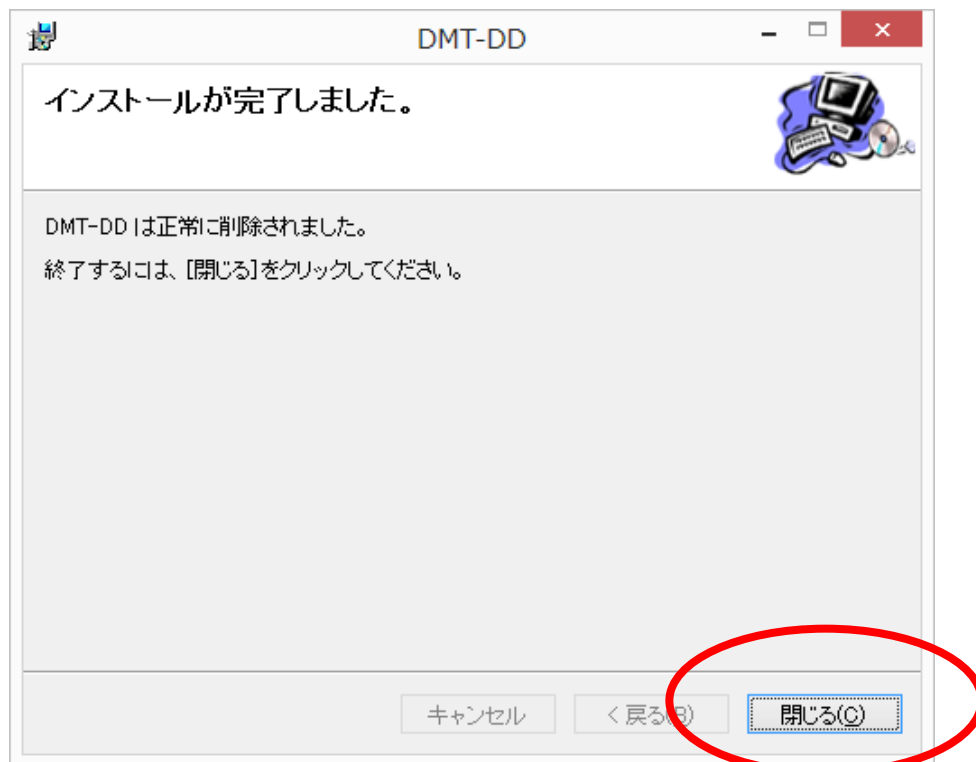 DMT-DD
インストールが完了しました。
DMT-DD は正常に削除されました。
終了するには、[閉じる]をクリックしてください。
キャンセル
< 戻る(B)
閉じる(C)